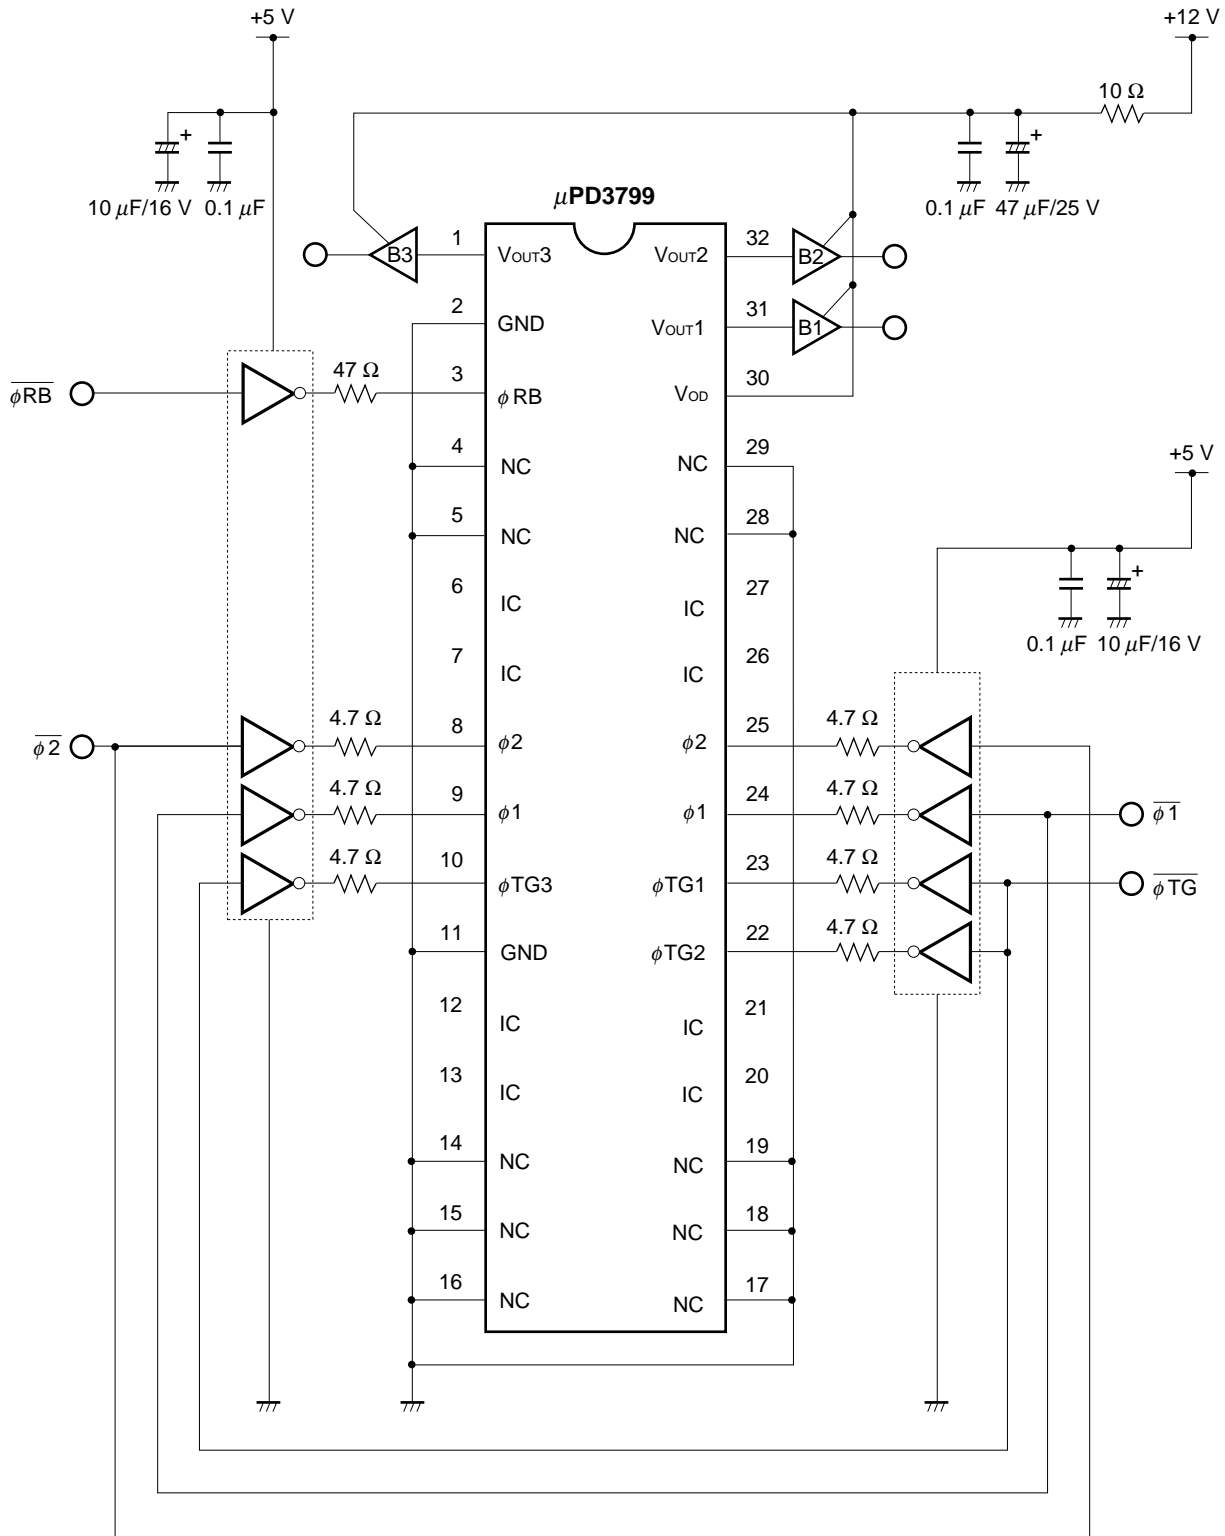 +5 V
+12 V
10 Ω
+
+
10 μF/16 V 0.1 μF
0.1 μF 47 μF/25 V
μPD3799
B3
1
VOUT3
VOUT2
32
B2
2
GND
VOUT1
31
B1
φRB
47 Ω
3
φRB
VOD
30
4
NC
NC
29
+5 V
5
NC
NC
28
+
6
IC
IC
27
0.1 μF 10 μF/16 V
7
IC
IC
26
φ2
4.7 Ω
8
φ2
φ2
25
4.7 Ω
4.7 Ω
9
φ1
φ1
24
4.7 Ω
φ1
4.7 Ω
10
φTG3
φTG1
23
4.7 Ω
φTG
11
GND
φTG2
22
4.7 Ω
12
IC
IC
21
13
IC
IC
20
14
NC
NC
19
15
NC
NC
18
16
NC
NC
17